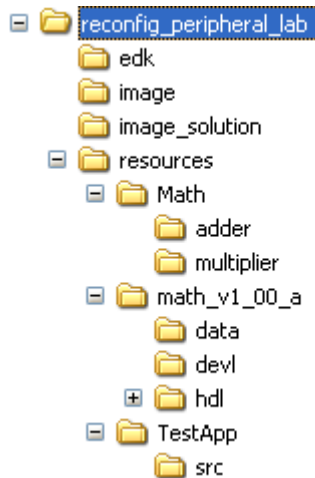 reconfig_peripheral_lab
edk
image
image_solution
resources
Math
adder
multiplier
math_v1_00_a
data
devl
hdl
TestApp
src